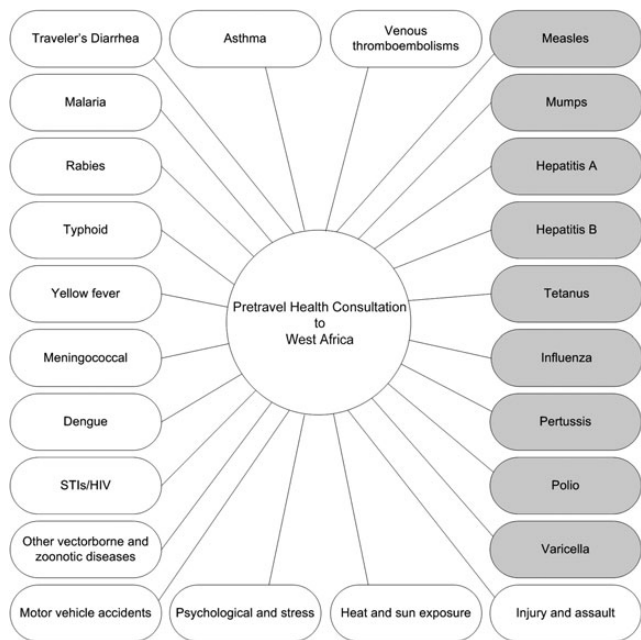 Traveler's Diarrhea
Asthma
Venous
thromboembolisms
Measles
Malaria
Mumps
Rabies
Hepatitis A
Typhoid
Hepatitis B
Yellow fever
Pretravel Health Consultation
to
West Africa
Tetanus
Meningococcal
Influenza
Dengue
Pertussis
STIs/HIV
Polio
Other vectorborne and
zoonotic diseases
Varicella
Motor vehicle accidents
Psychological and stress
Heat and sun exposure
Injury and assault